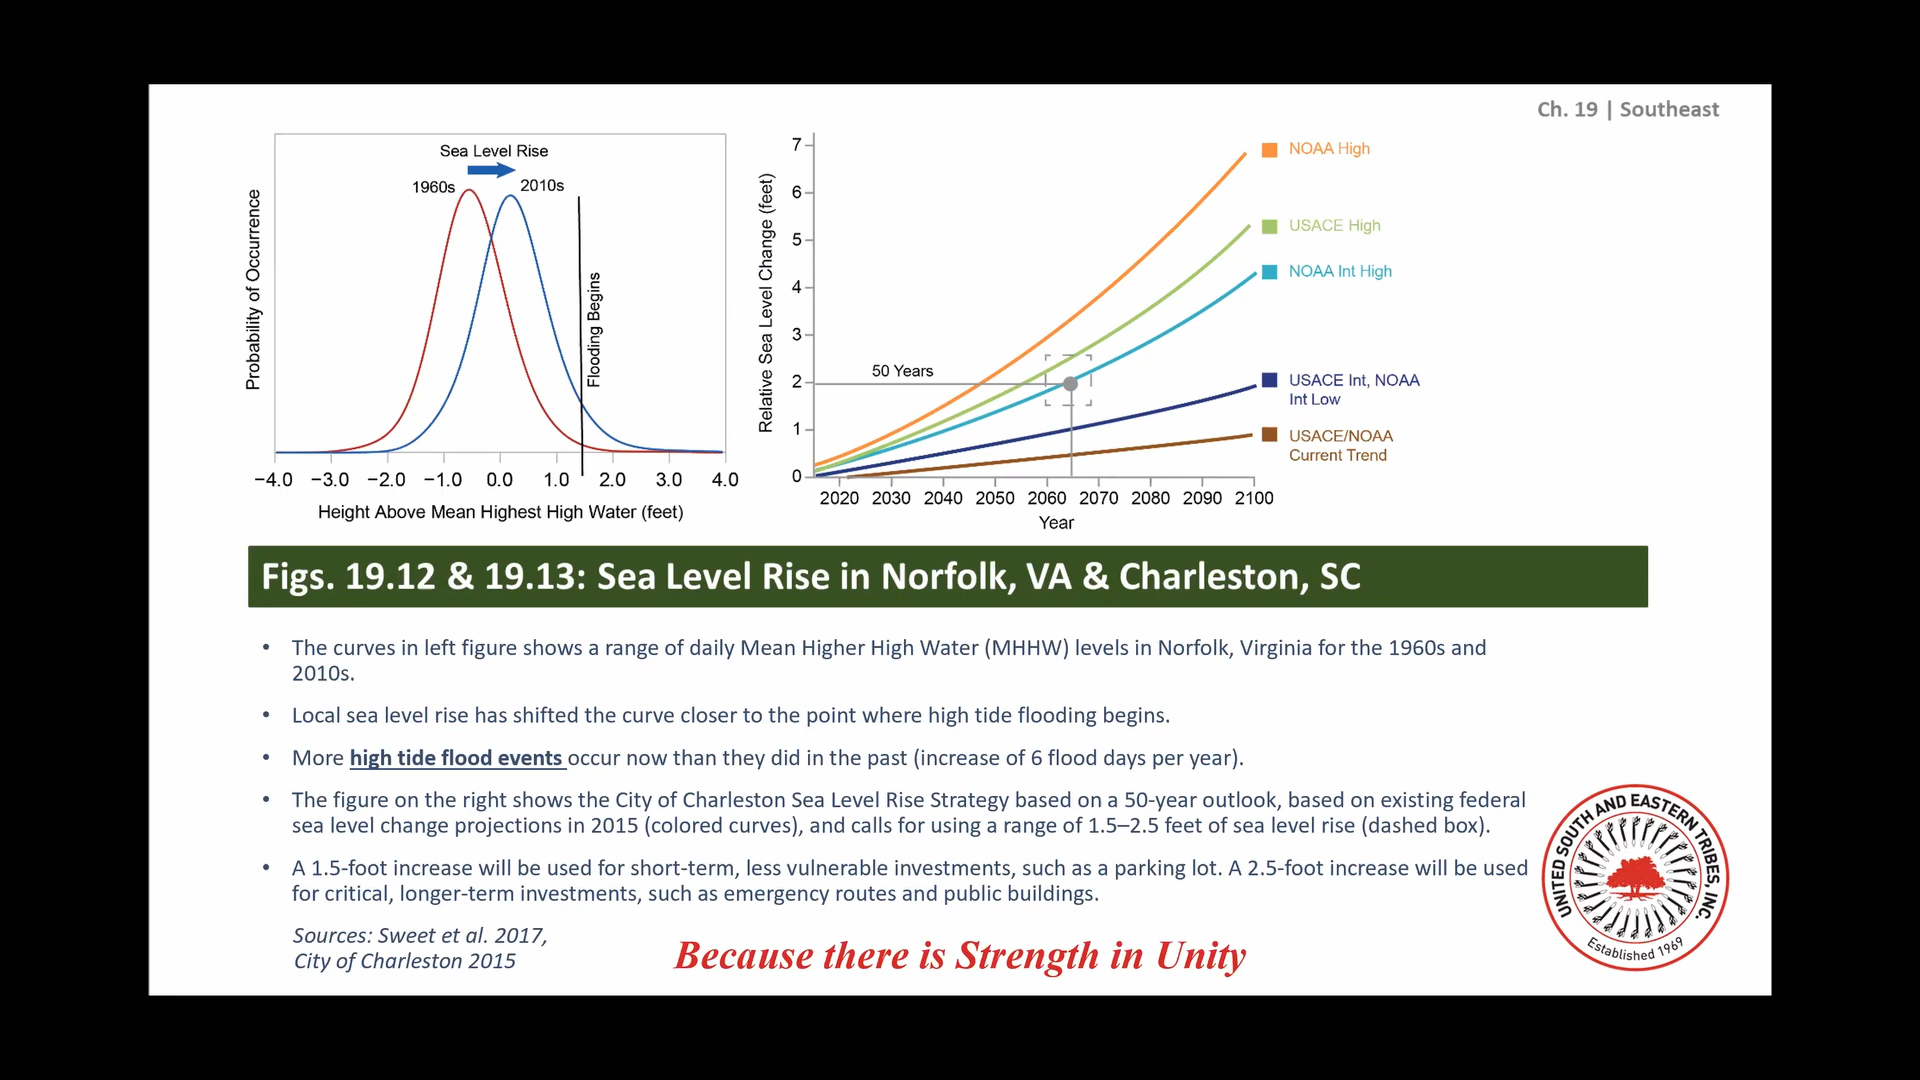 Ch. 19 | Southeast
Sea Level Rise
1960s
2010s
Flooding Begins
Probability of Occurrence
−4.0 −3.0 −2.0 −1.0 0.0 1.0 2.0 3.0 4.0
Height Above Mean Highest High Water (feet)
Relative Sea Level Change (feet)
7
6
5
4
3
2
1
0
50 Years
2020 2030 2040 2050 2060 2070 2080 2090 2100
Year
NOAA High
USACE High
NOAA Int High
USACE Int, NOAA
Int Low
USACE/NOAA
Current Trend
Figs. 19.12 & 19.13: Sea Level Rise in Norfolk, VA & Charleston, SC
• The curves in left figure shows a range of daily Mean Higher High Water (MHHW) levels in Norfolk, Virginia for the 1960s and
2010s.
• Local sea level rise has shifted the curve closer to the point where high tide flooding begins.
• More high tide flood events occur now than they did in the past (increase of 6 flood days per year).
• The figure on the right shows the City of Charleston Sea Level Rise Strategy based on a 50-year outlook, based on existing federal
sea level change projections in 2015 (colored curves), and calls for using a range of 1.5–2.5 feet of sea level rise (dashed box).
• A 1.5-foot increase will be used for short-term, less vulnerable investments, such as a parking lot. A 2.5-foot increase will be used
for critical, longer-term investments, such as emergency routes and public buildings.
Sources: Sweet et al. 2017,
City of Charleston 2015
Because there is Strength in Unity
UNITED SOUTH AND EASTERN TRIBES, INC.
Established 1969